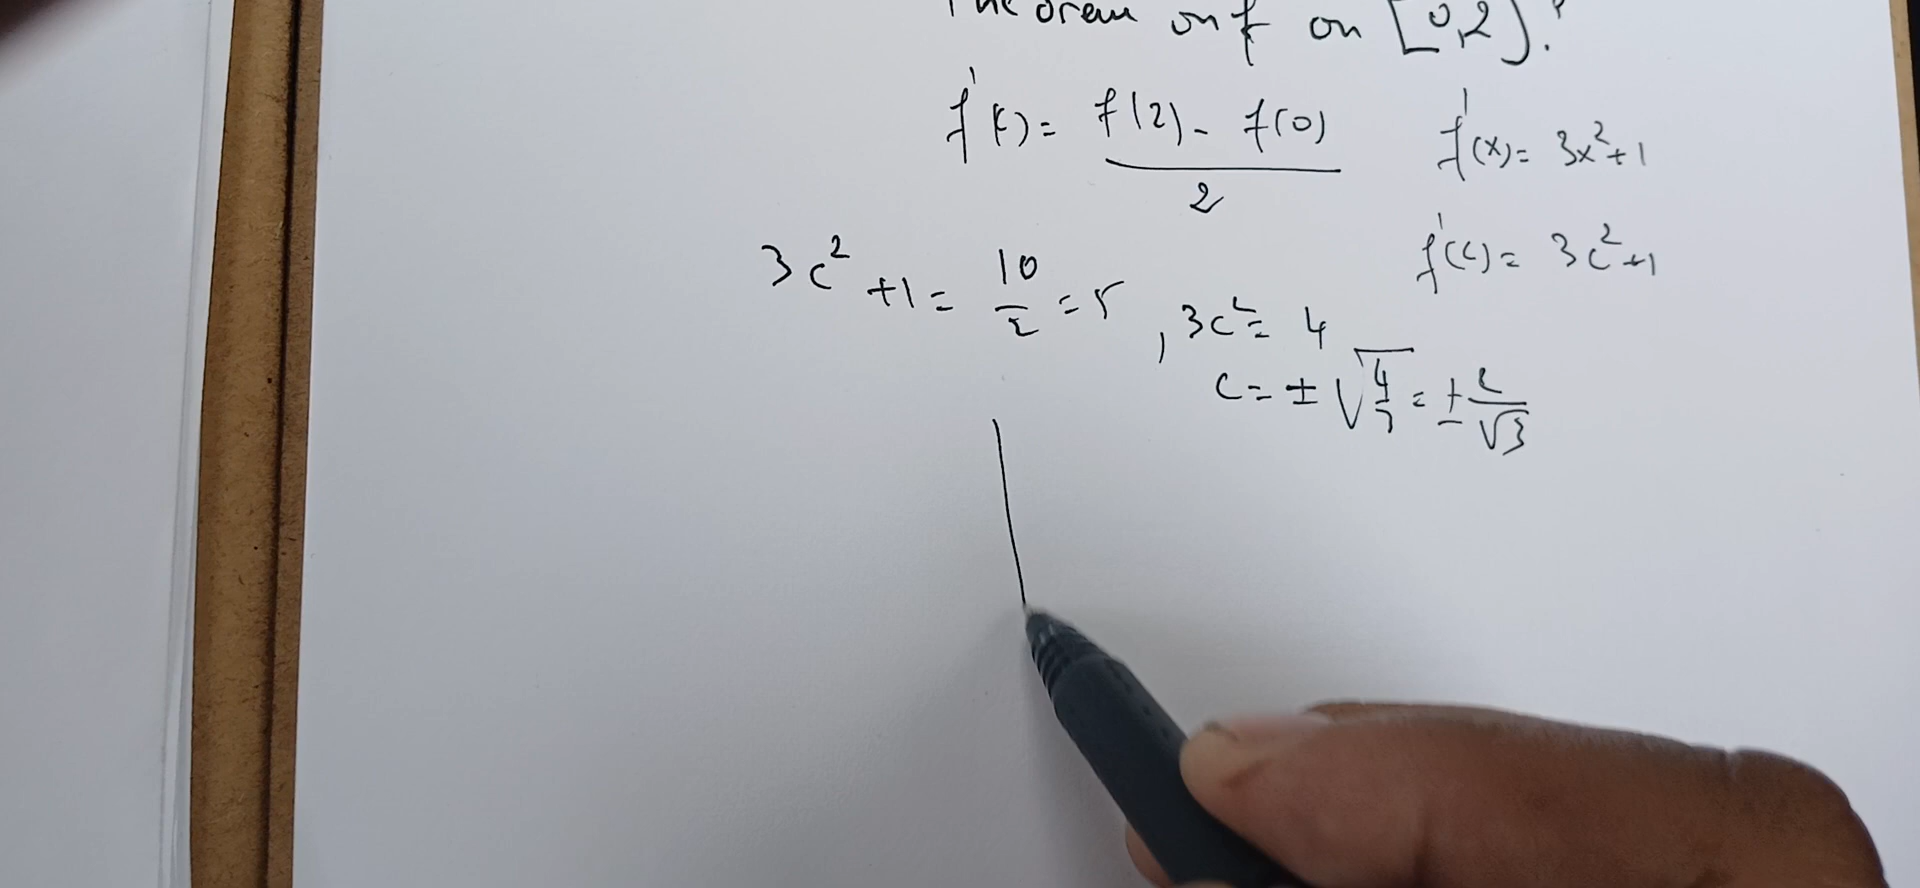 Theorem on f on [0,2]?
f'(c) = f(2) - f(0) / 2
f'(x) = 3x² + 1
f'(c) = 3c² + 1
3c² + 1 = 10/2 = 5 , 3c² = 4
c = ± √(4/3) = ± 2/√3